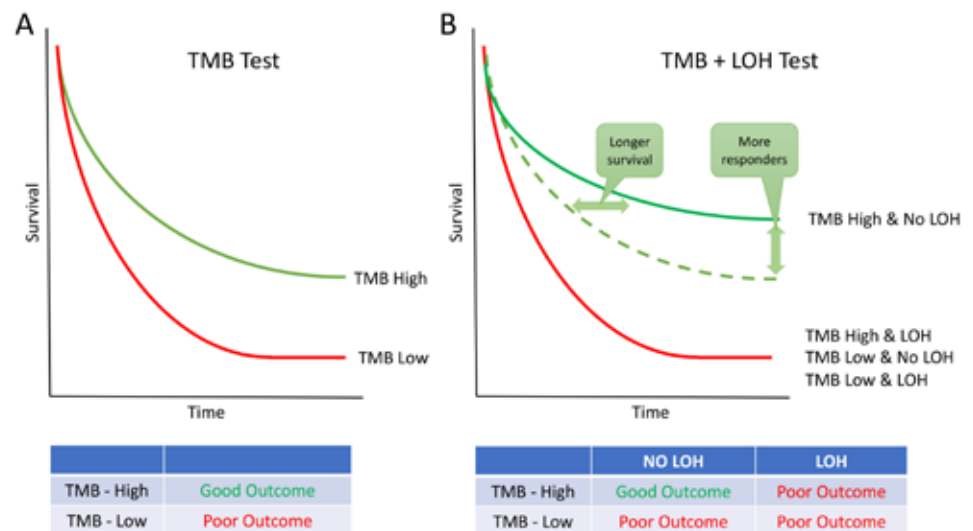 A
TMB Test
Survival
TMB High
TMB Low
Time
TMB - High Good Outcome
TMB - Low Poor Outcome
B
TMB + LOH Test
Longer
survival
More
responders
Survival
TMB High & No LOH
TMB High & LOH
TMB Low & No LOH
TMB Low & LOH
Time
NO LOH LOH
TMB - High Good Outcome Poor Outcome
TMB - Low Poor Outcome Poor Outcome